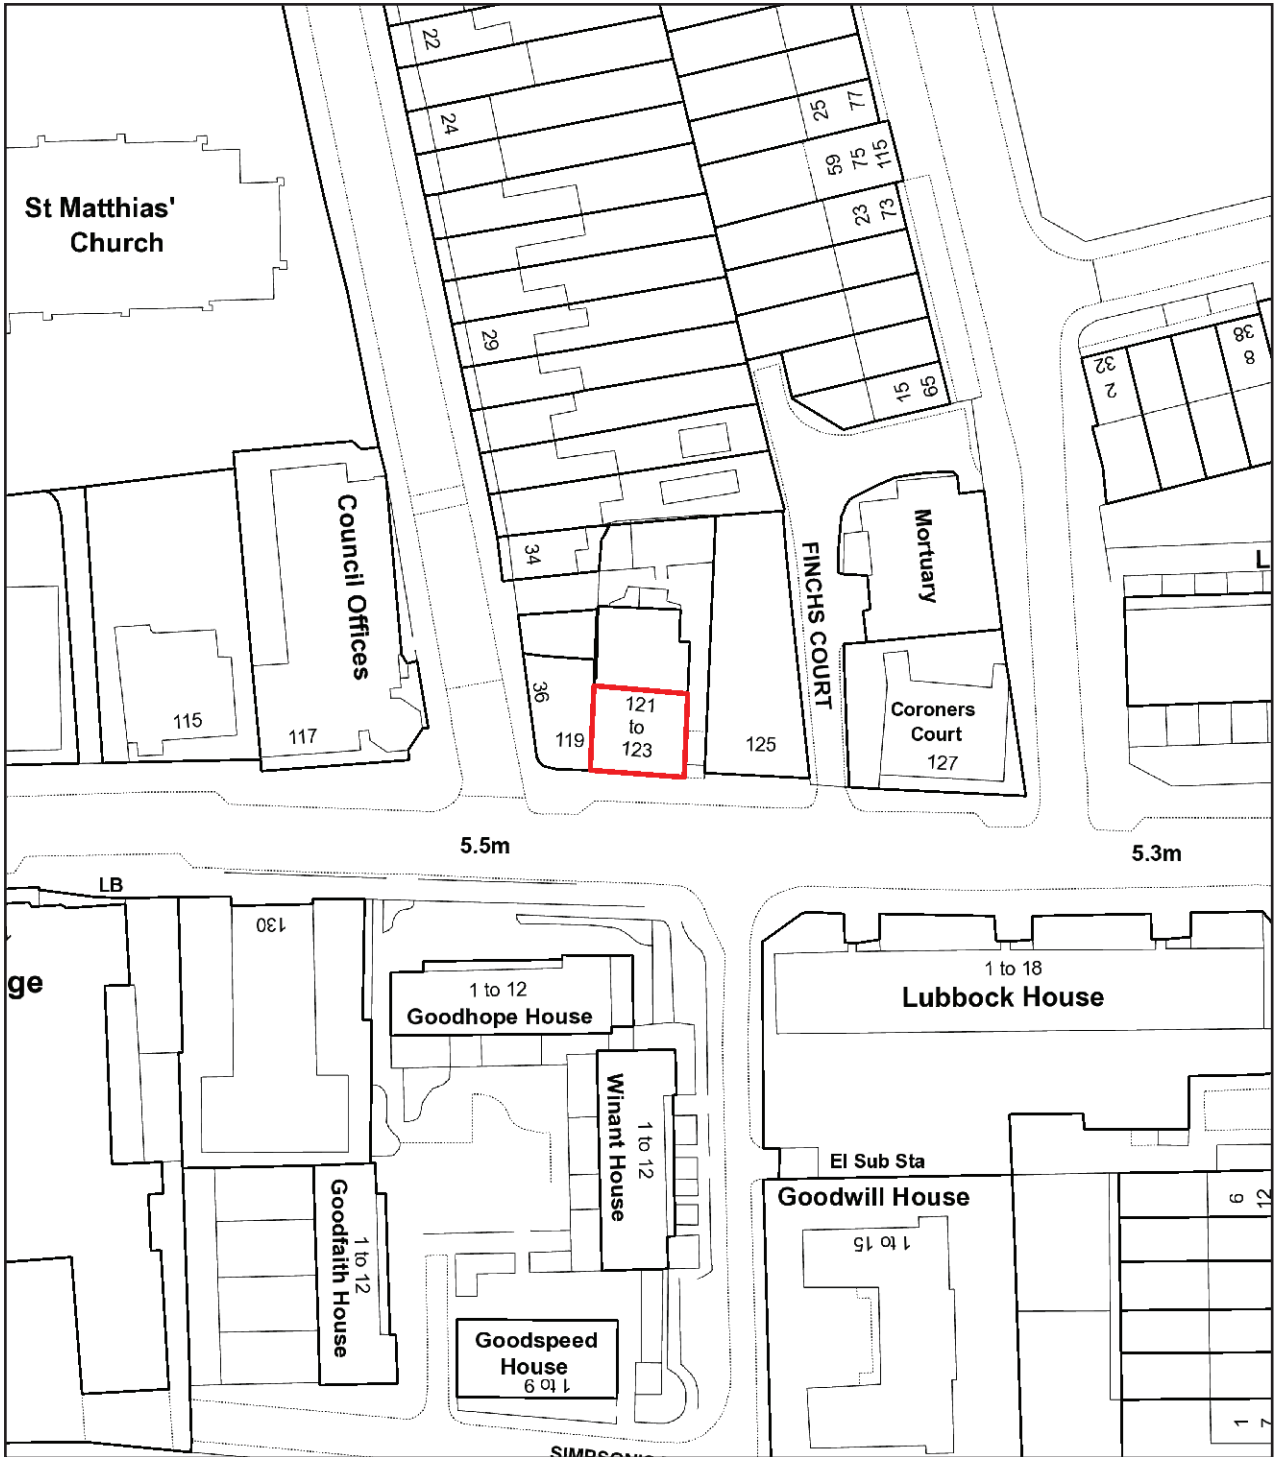 22
24
25
77
59
75
115
23
73
St Matthias'
Church
29
15
65
32
2
38
8
34
Council Offices
Mortuary
FINCHS COURT
L
36
115
117
119
121
to
123
125
Coroners
Court
127
5.5m
5.3m
LB
130
ge
1 to 12
Goodhope House
1 to 18
Lubbock House
Winant House
1 to 12
El Sub Sta
Goodwill House
1 to 15
6
12
Goodfaith House
1 to 12
Goodspeed
House
1 to 9
1
7